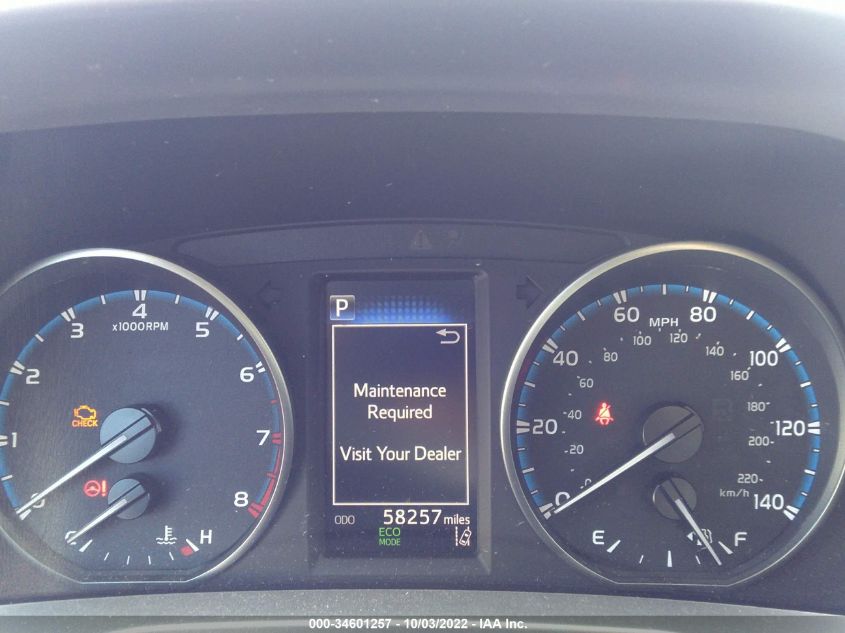 4
3
5
x1000RPM
2
6
CHECK
1
7
0
8
H
P
Maintenance
Required
Visit Your Dealer
ODO 58257 miles
ECO
MODE
60
MPH
80
40
100
20
120
0
140
80
100
120
140
60
160
40
180
20
200
220
km/h
E
F
000-34601257 - 10/03/2022 - IAA Inc.